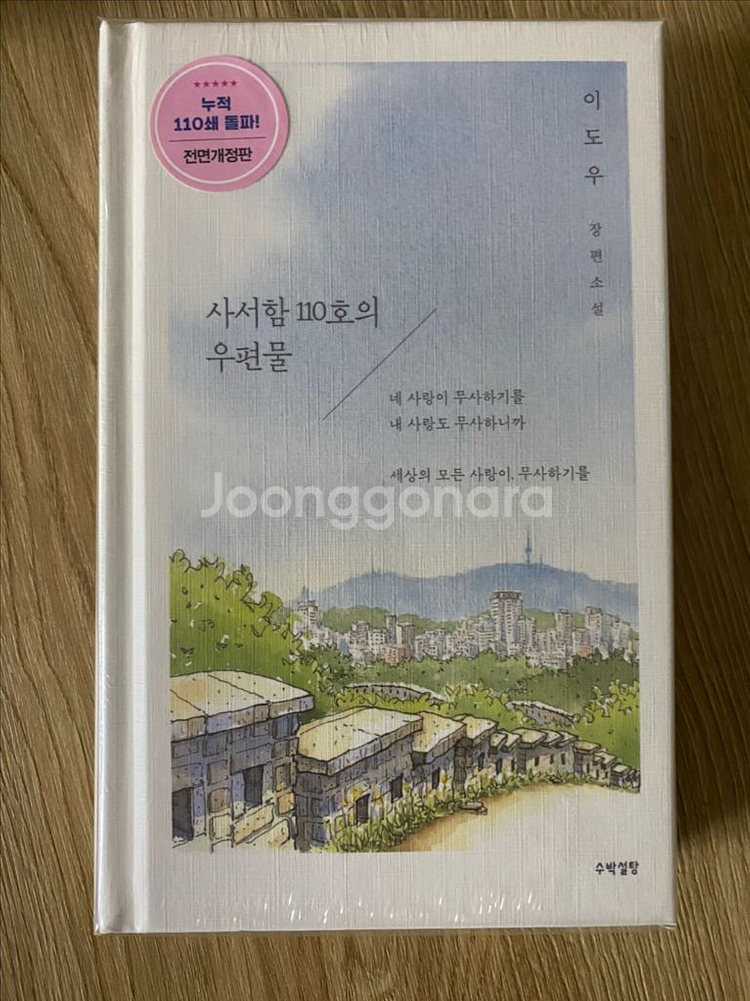 ★★★★★
누적
110쇄 돌파!
전면개정판
이도우 장편소설
사서함 110호의
우편물
네 사랑이 무사하기를
내 사랑도 무사하니까
세상의 모든 사랑이, 무사하기를
Joonggonara
수박설탕